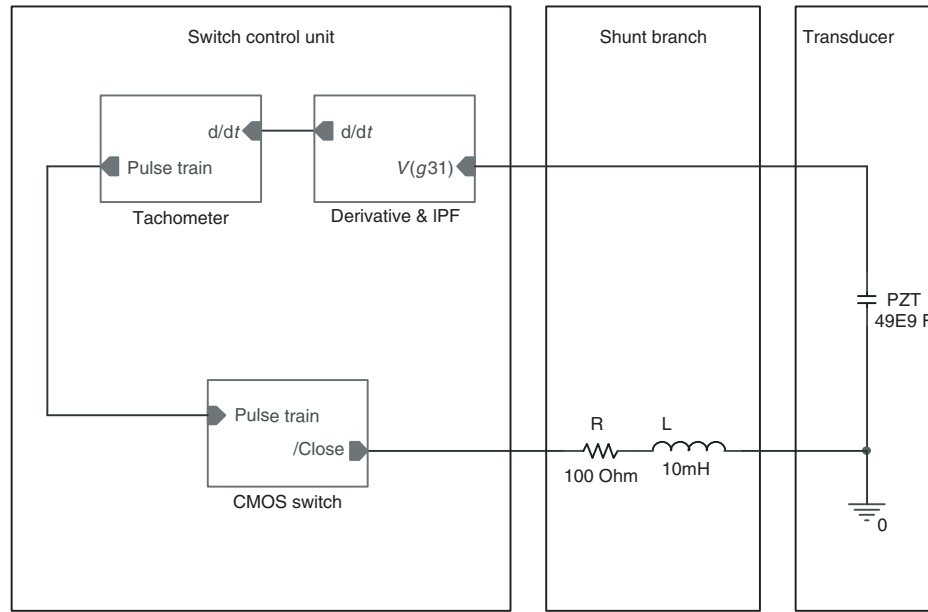 Switch control unit
Shunt branch
Transducer
d/dt
d/dt
Pulse train
V(g31)
Tachometer
Derivative & IPF
PZT
49E9 F
Pulse train
/Close
R
L
100 Ohm
10mH
CMOS switch
0